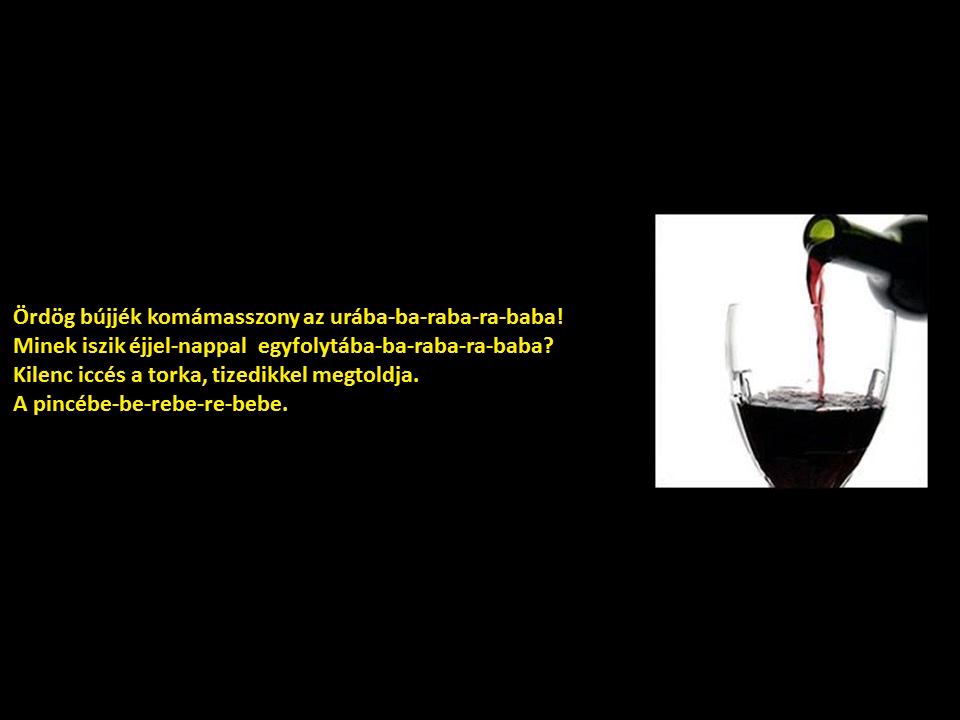 Ördög bújjék komámasszony az urába-ba-raba-ra-baba!
Minek iszik éjjel-nappal egyfolytába-ba-raba-ra-baba?
Kilenc iccés a torka, tizedikkel megtoldja.
A pincébe-be-rebe-re-bebe.